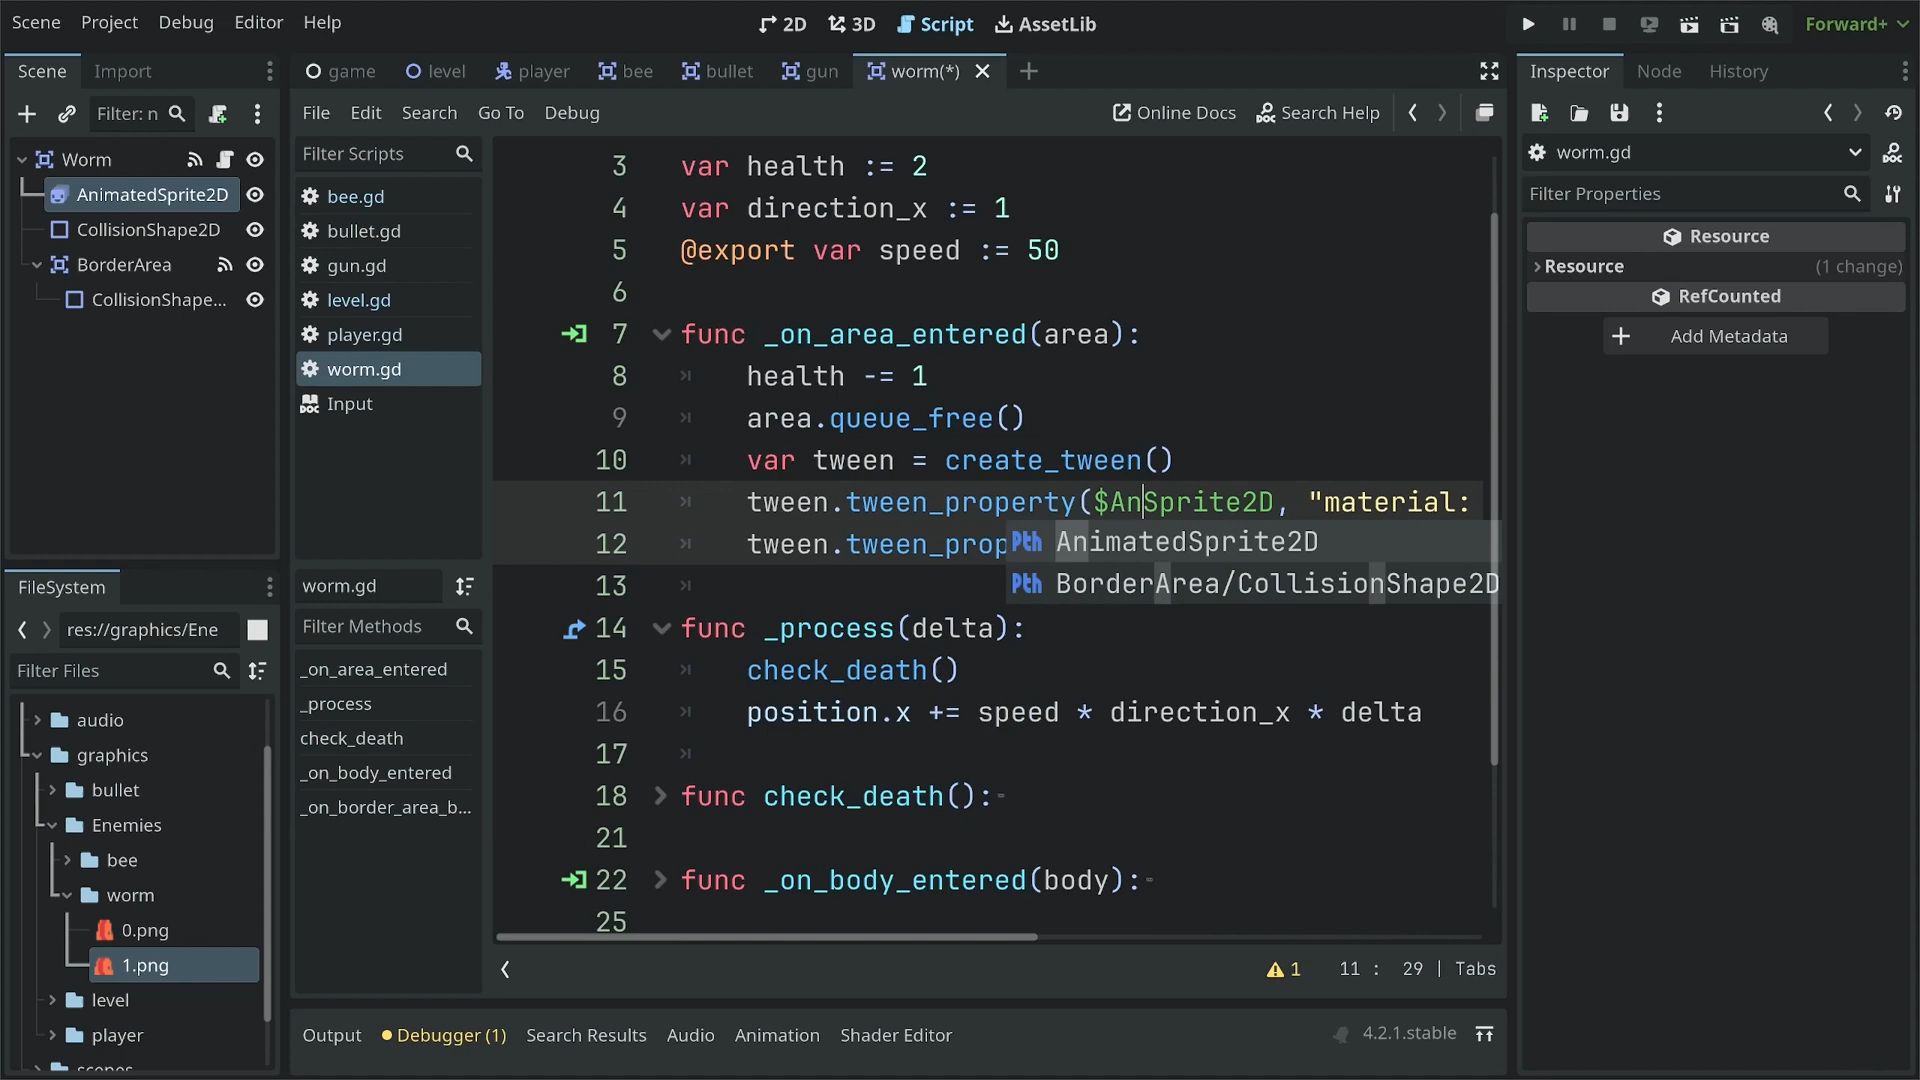 Scene Project Debug Editor Help
2D 3D Script AssetLib
Forward+
Scene Import
game level player bee bullet gun worm(*)
Inspector Node History
Filter: n
File Edit Search Go To Debug
Online Docs Search Help
Worm
AnimatedSprite2D
CollisionShape2D
BorderArea
CollisionShape...
Filter Scripts
bee.gd
bullet.gd
gun.gd
level.gd
player.gd
worm.gd
Input
worm.gd
Filter Methods
_on_area_entered
_process
check_death
_on_body_entered
_on_border_area_b...
3 var health := 2
4 var direction_x := 1
5 @export var speed := 50
6
7 func _on_area_entered(area):
8 health -= 1
9 area.queue_free()
10 var tween = create_tween()
11 tween.tween_property($AnSprite2D, "material:
12 tween.tween_prop
Pth AnimatedSprite2D
Pth BorderArea/CollisionShape2D
13
14 func _process(delta):
15 check_death()
16 position.x += speed * direction_x * delta
17
18 func check_death():
21
22 func _on_body_entered(body):
25
1 11 : 29 | Tabs
Output Debugger (1) Search Results Audio Animation Shader Editor
4.2.1.stable
FileSystem
res://graphics/Ene
Filter Files
audio
graphics
bullet
Enemies
bee
worm
0.png
1.png
level
player
scenes
worm.gd
Filter Properties
Resource
Resource (1 change)
RefCounted
Add Metadata